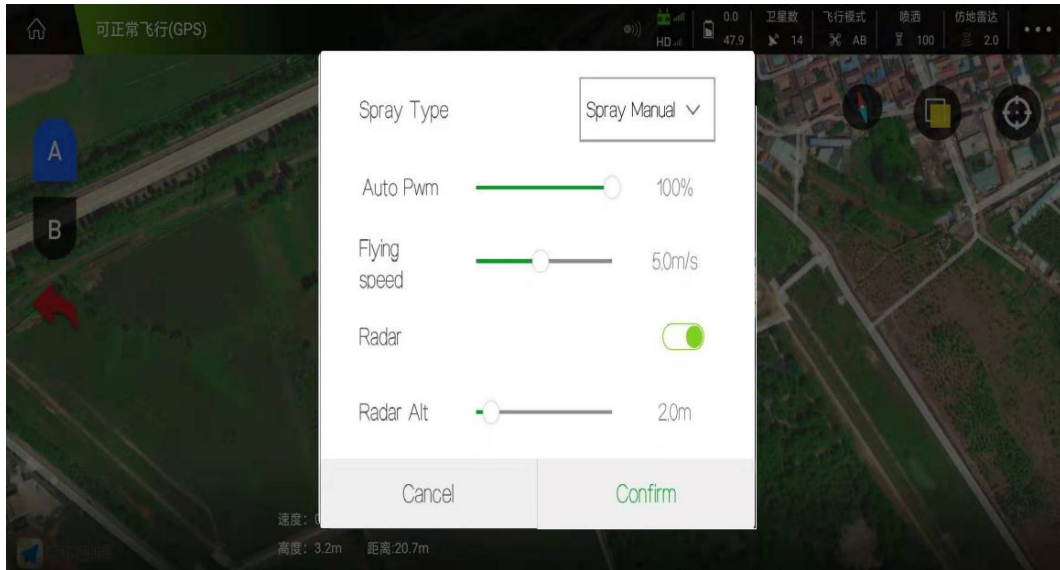 可正常飞行(GPS)
HD
0.0
47.9
卫星数
14
飞行模式
AB
喷洒
100
仿地雷达
2.0
A
B
Spray Type
Spray Manual
Auto Pwm
100%
Flying
speed
5.0m/s
Radar
Radar Alt
2.0m
Cancel
Confirm
速度:
高度: 3.2m
距离:20.7m